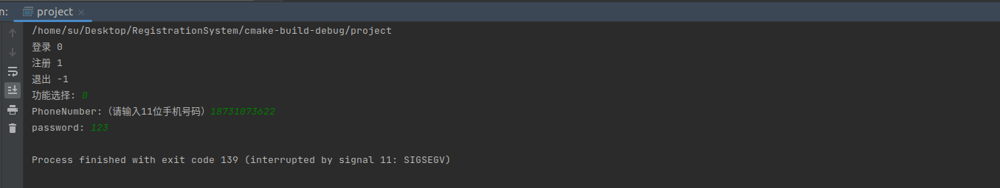 n: project ×
/home/su/Desktop/RegistrationSystem/cmake-build-debug/project
登录 0
注册 1
退出 -1
功能选择: 0
PhoneNumber:（请输入11位手机号码）18731073622
password: 123
Process finished with exit code 139 (interrupted by signal 11: SIGSEGV)